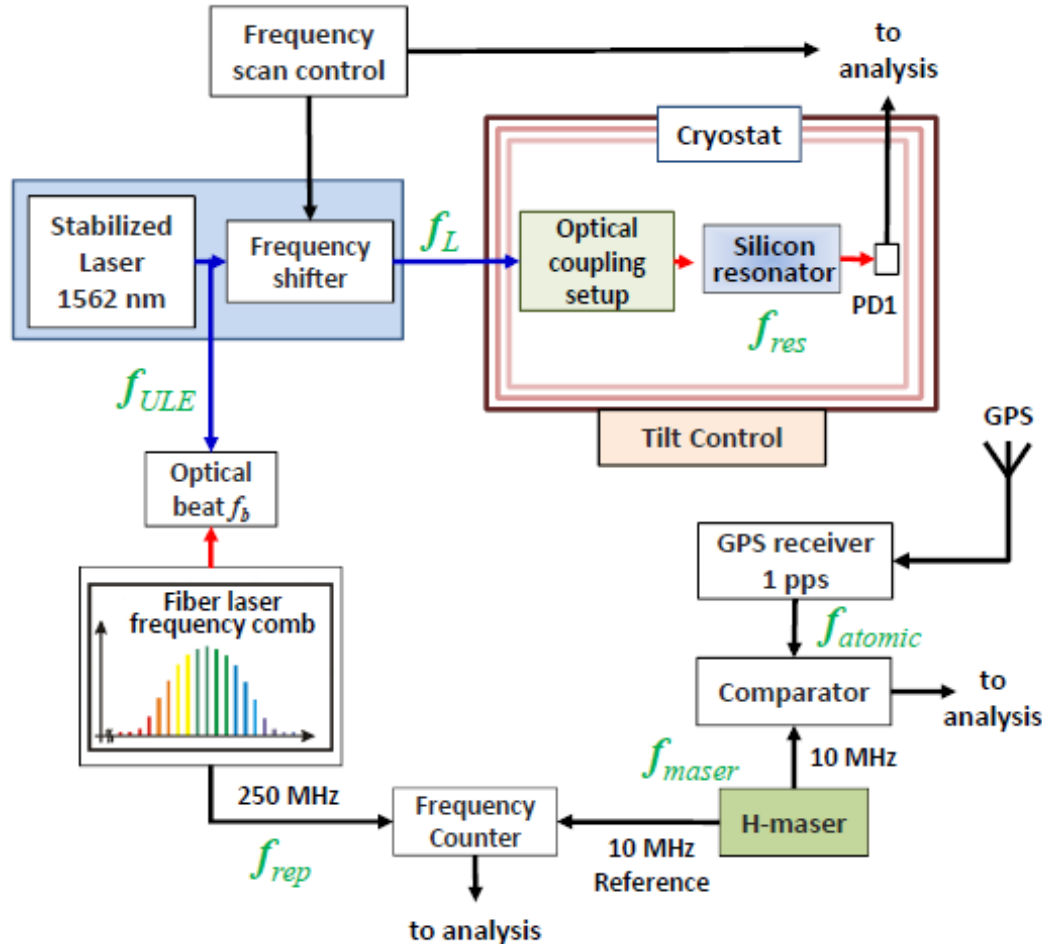 Frequency
scan control
to
analysis
Cryostat
Stabilized
Laser
1562 nm
Frequency
shifter
f_L
Optical
coupling
setup
Silicon
resonator
PD1
f_res
f_ULE
Tilt Control
GPS
Optical
beat f_b
GPS receiver
1 pps
f_atomic
Fiber laser
frequency comb
Comparator
to
analysis
f_maser
10 MHz
250 MHz
f_rep
Frequency
Counter
H-maser
10 MHz
Reference
to analysis